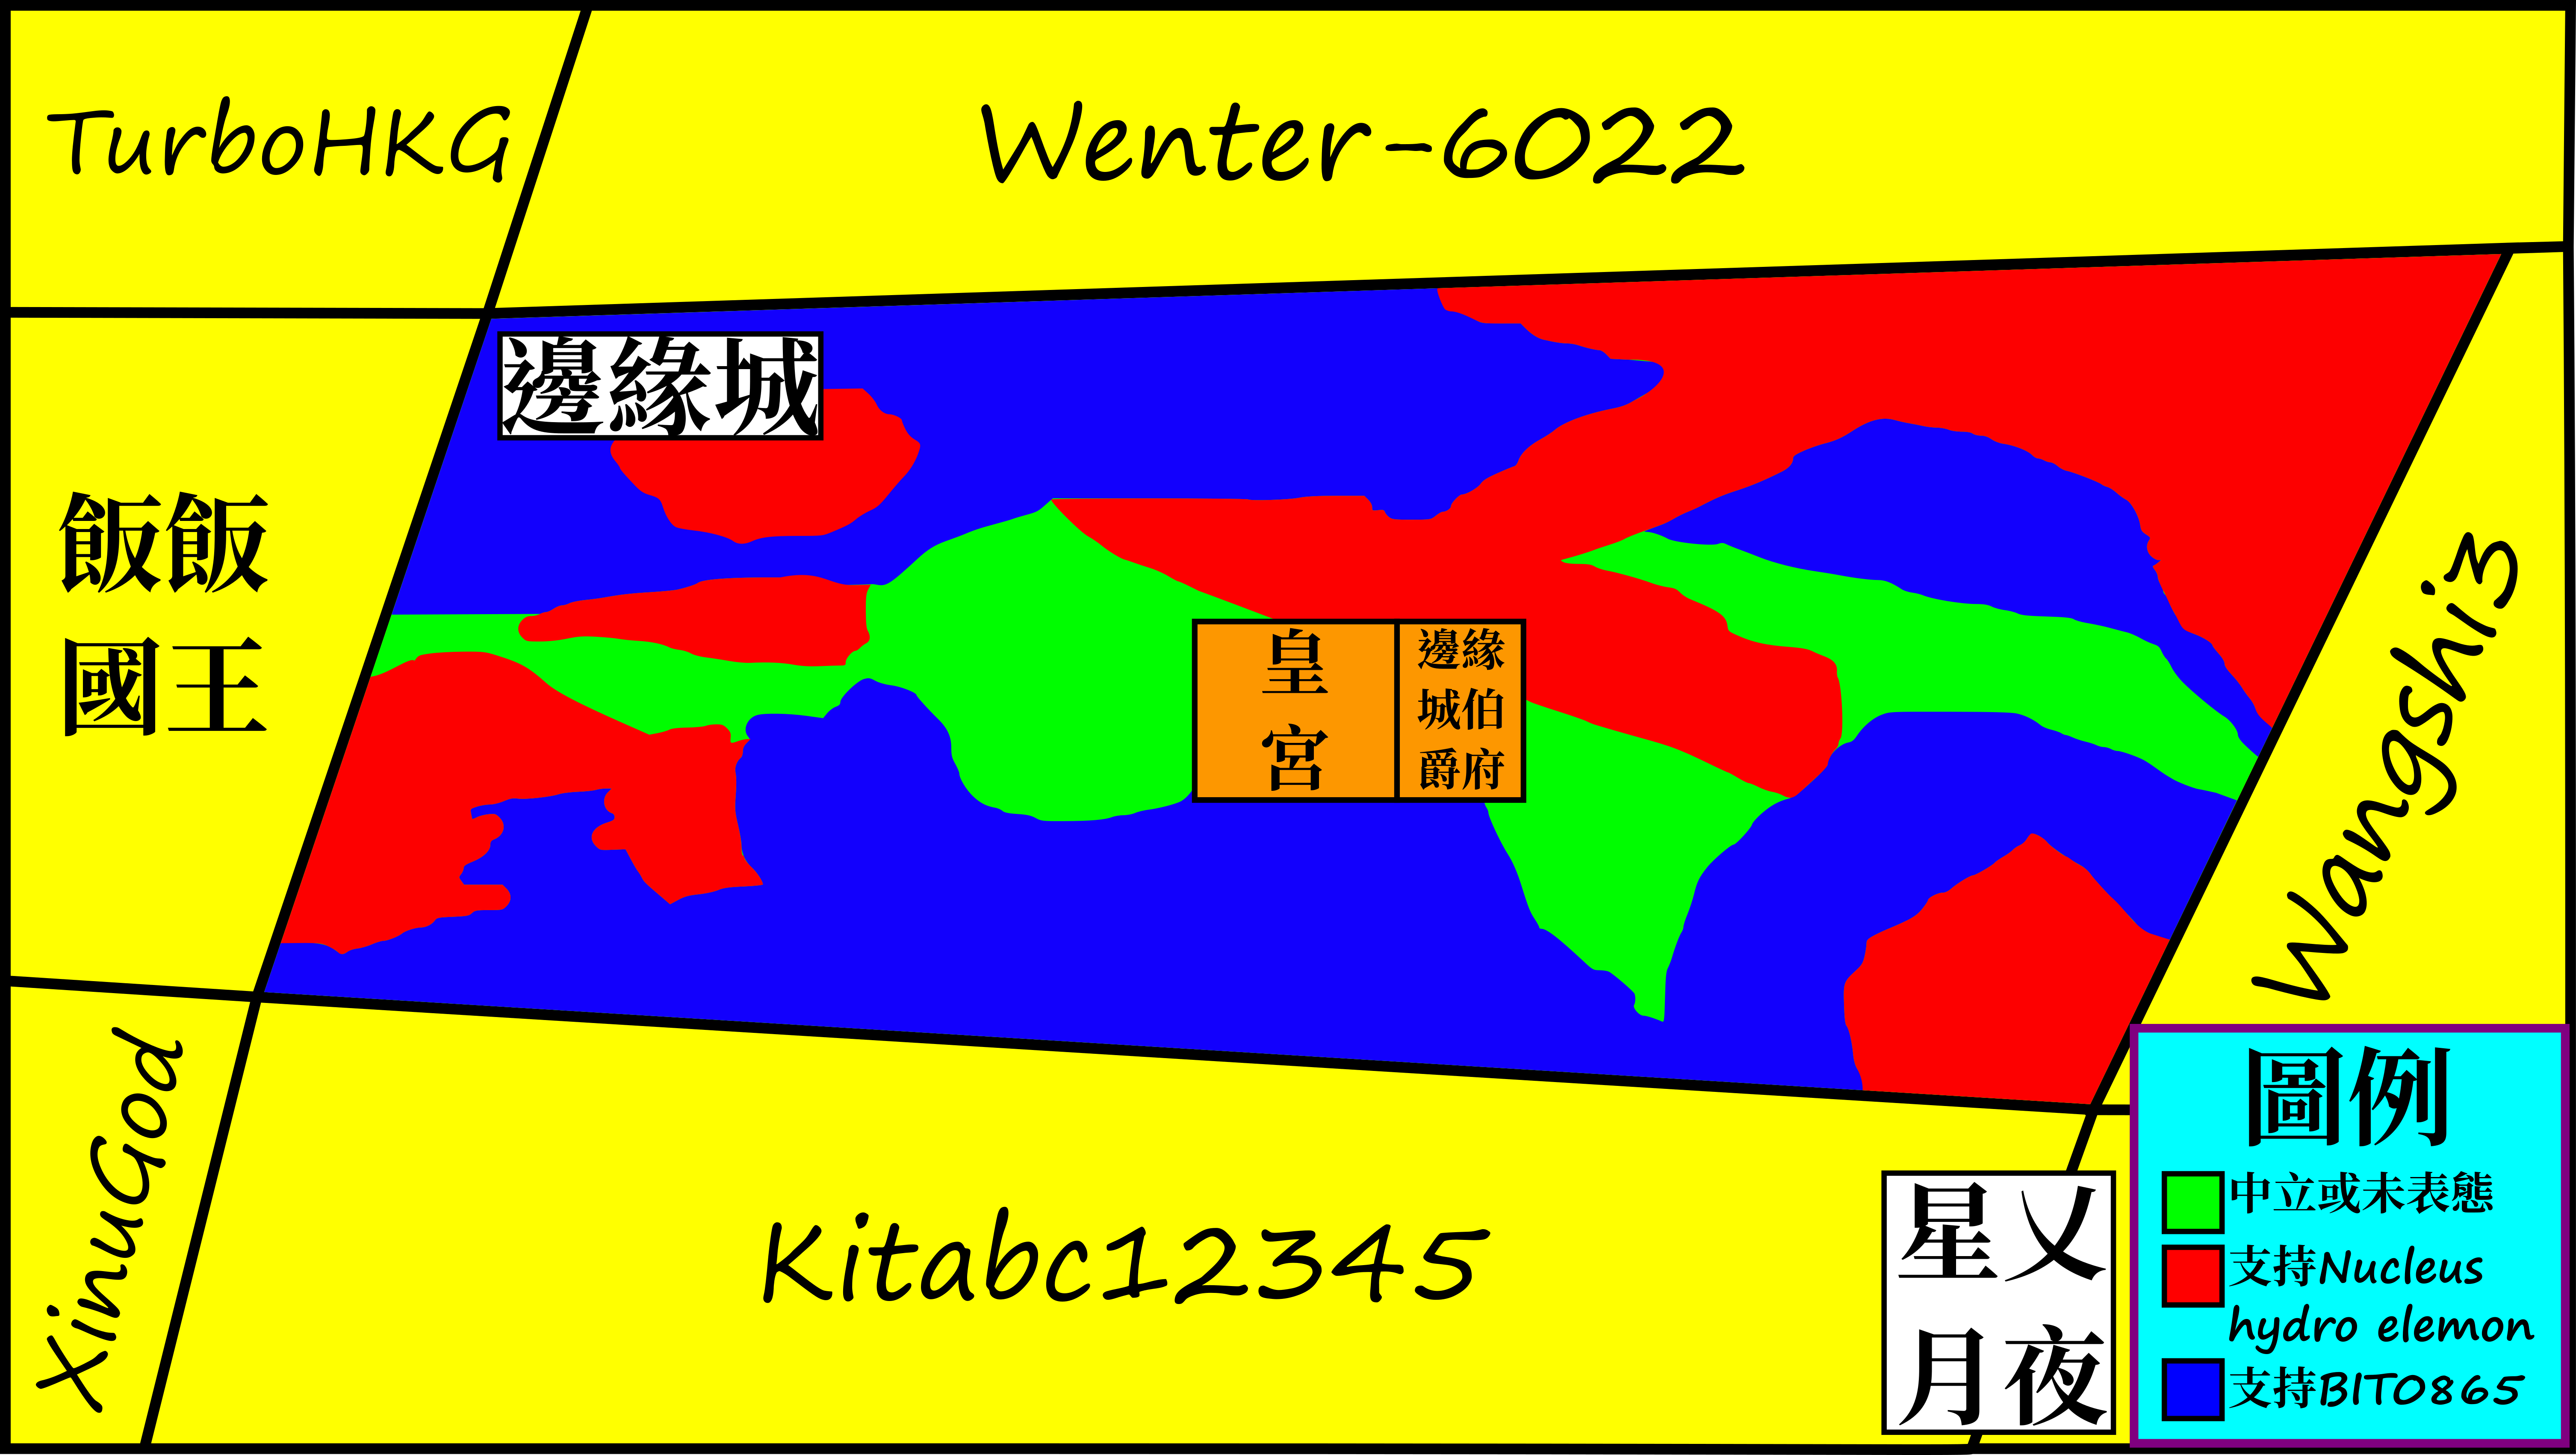 TurboHKG
Wenter-6022
邊緣城
飯飯
國王
皇
宮
邊緣
城伯
爵府
Wangshi3
XinuGod
Kitabc12345
星乂
月夜
圖例
中立或未表態
支持Nucleus
hydro elemon
支持BIT0865